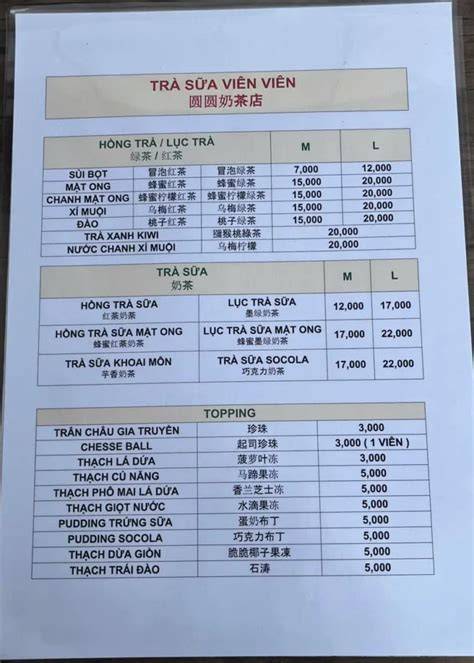 TRÀ SỮA VIÊN VIÊN
圆圆奶茶店
HỒNG TRÀ / LỤC TRÀ M L
绿茶 / 红茶
SỦI BỌT 冒泡红茶 冒泡绿茶 7,000 12,000
MẬT ONG 蜂蜜红茶 蜂蜜绿茶 15,000 20,000
CHANH MẬT ONG 蜂蜜柠檬红茶 蜂蜜柠檬绿茶 15,000 20,000
XÍ MUỘI 乌梅红茶 乌梅绿茶 15,000 20,000
ĐÀO 桃子红茶 桃子绿茶 15,000 20,000
TRÀ XANH KIWI 猕猴桃綠茶 20,000
NƯỚC CHANH XÍ MUỘI 乌梅柠檬 20,000
TRÀ SỮA M L
奶茶
HỒNG TRÀ SỮA LỤC TRÀ SỮA 12,000 17,000
红茶奶茶 墨绿奶茶
HỒNG TRÀ SỮA MẬT ONG LỤC TRÀ SỮA MẬT ONG 17,000 22,000
蜂蜜红茶奶茶 蜂蜜墨绿奶茶
TRÀ SỮA KHOAI MÔN TRÀ SỮA SOCOLA 17,000 22,000
芋香奶茶 巧克力奶茶
TOPPING
TRÂN CHÂU GIA TRUYỀN 珍珠 3,000
CHESSE BALL 起司珍珠 3,000 ( 1 VIÊN )
THẠCH LÁ DỨA 菠萝叶冻 3,000
THẠCH CỦ NĂNG 马蹄果冻 5,000
THẠCH PHÔ MAI LÁ DỨA 香兰芝士冻 5,000
THẠCH GIỌT NƯỚC 水滴果冻 5,000
PUDDING TRỨNG SỮA 蛋奶布丁 5,000
PUDDING SOCOLA 巧克力布丁 5,000
THẠCH DỪA GIÒN 脆脆椰子果凍 5,000
THẠCH TRÁI ĐÀO 石涛 5,000